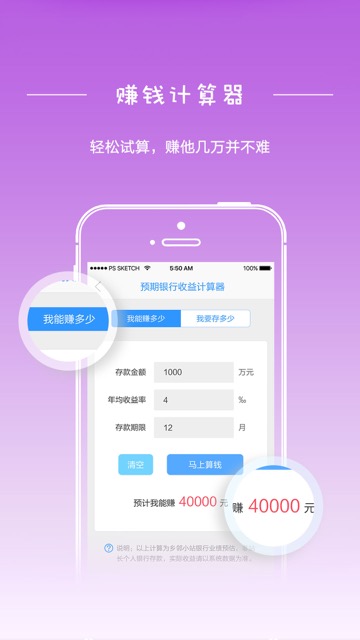 赚钱计算器
轻松试算，赚他几万并不难
PS SKETCH 5:50 AM 100%
预期银行收益计算器
我能赚多少
我能赚多少 我要存多少
存款金额 1000 万元
年均收益率 4 ‰
存款期限 12 月
清空 马上算钱
预计我能赚 40000 元
赚 40000 元
说明，以上计算为乡邻小站银行业绩预估，
长个人银行存款，实际收益请以系统数据为准。